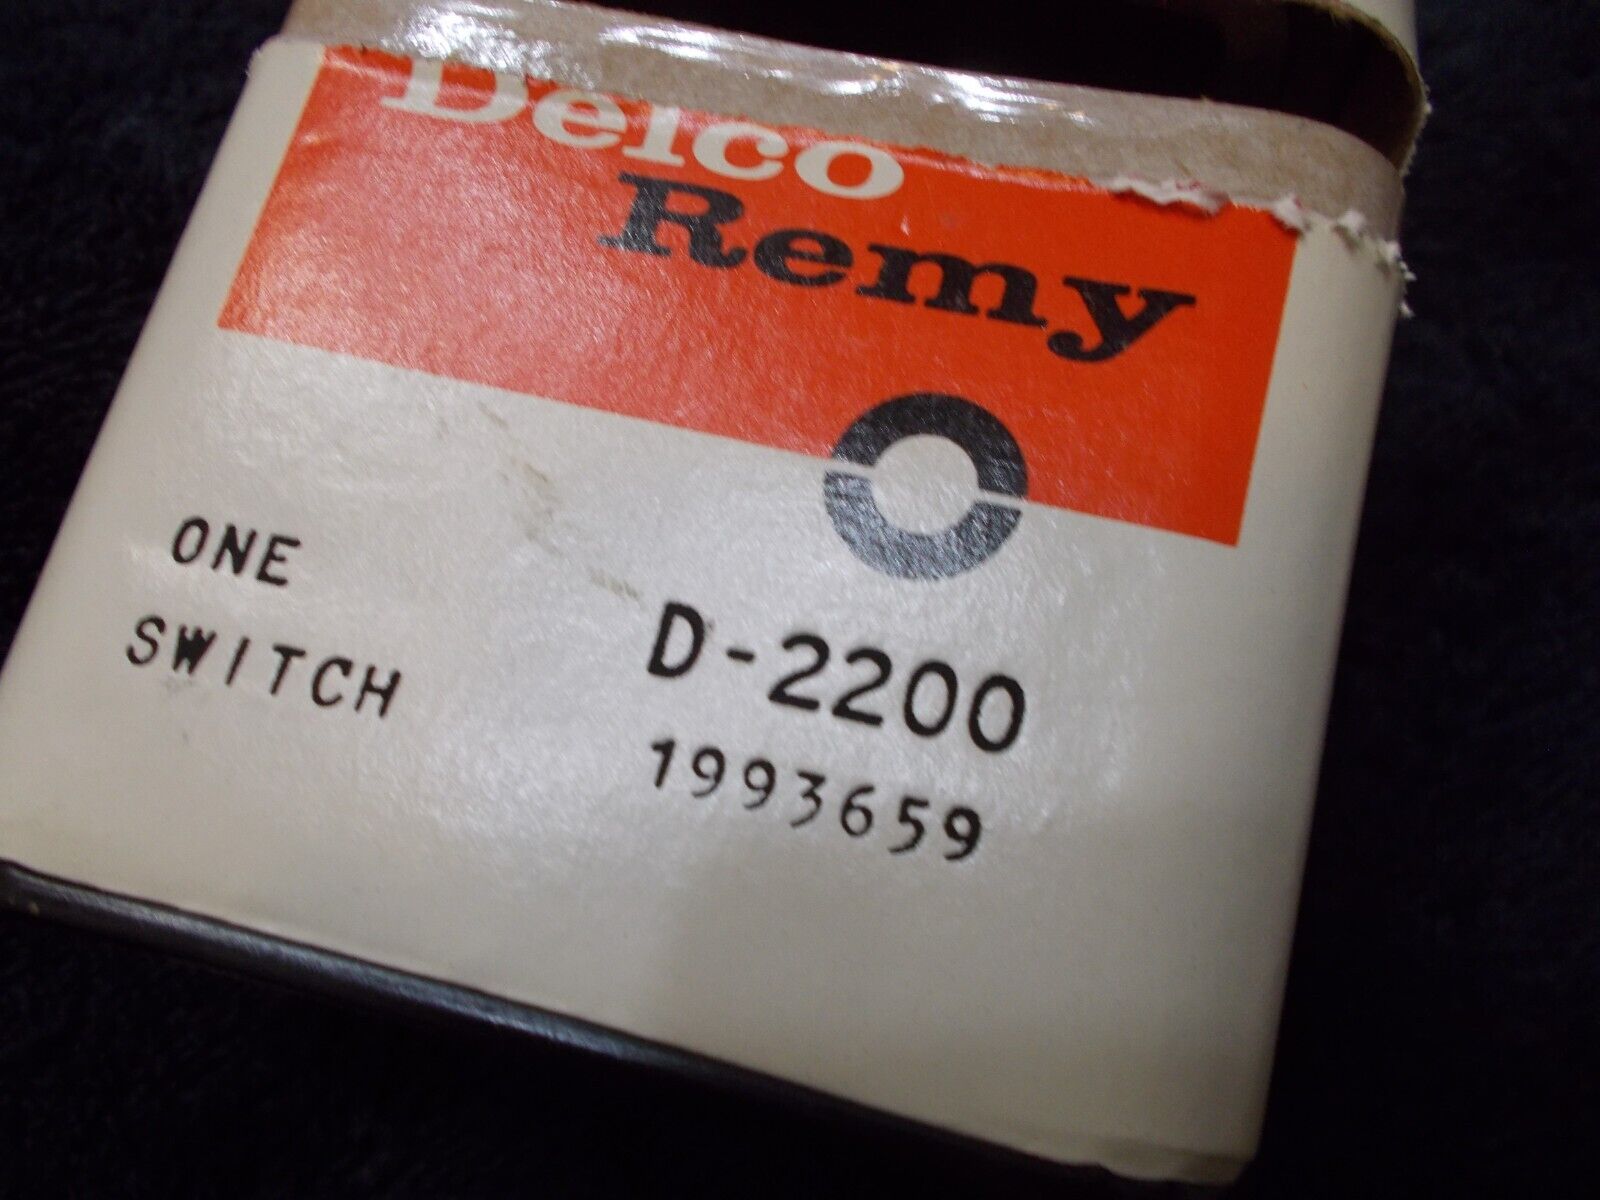 Delco
Remy
ONE
SWITCH
D-2200
1993659